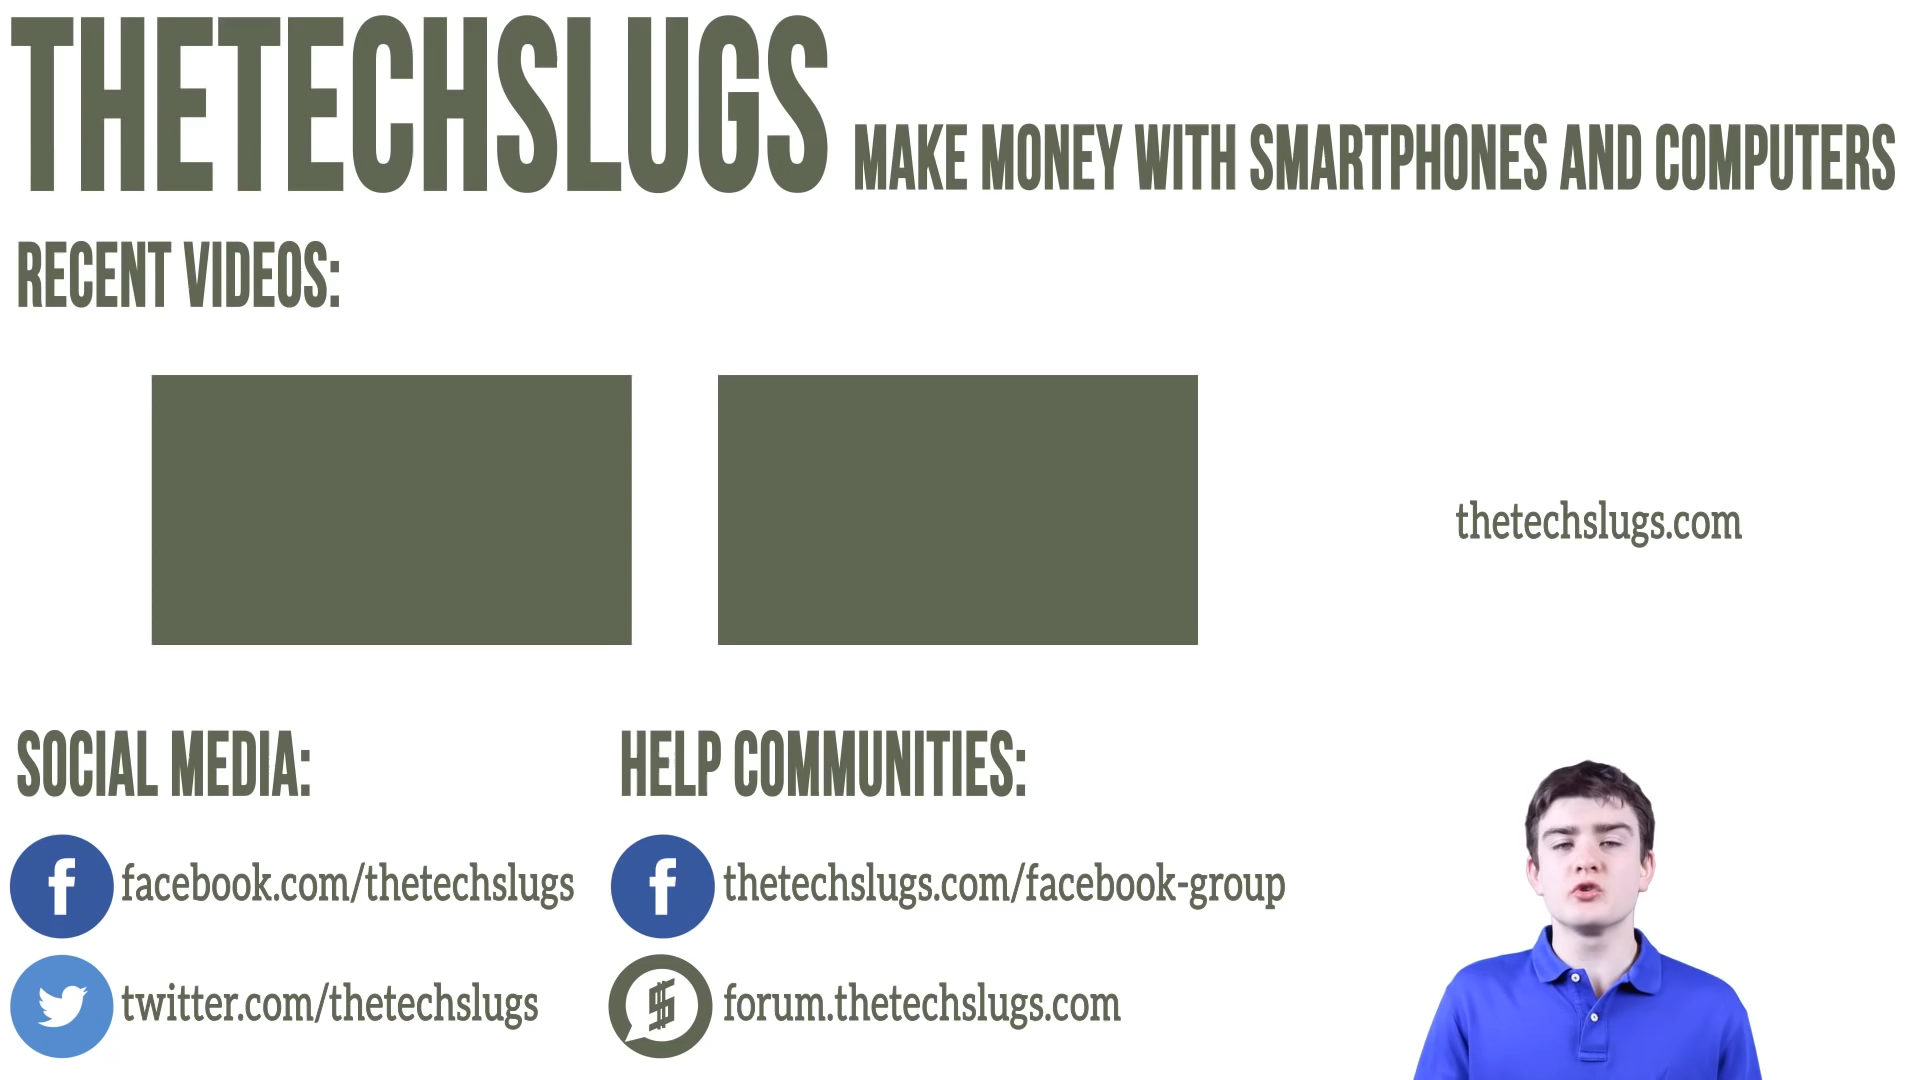 THETECHSLUGS MAKE MONEY WITH SMARTPHONES AND COMPUTERS
RECENT VIDEOS:
thetechslugs.com
SOCIAL MEDIA:
facebook.com/thetechslugs
twitter.com/thetechslugs
HELP COMMUNITIES:
thetechslugs.com/facebook-group
forum.thetechslugs.com